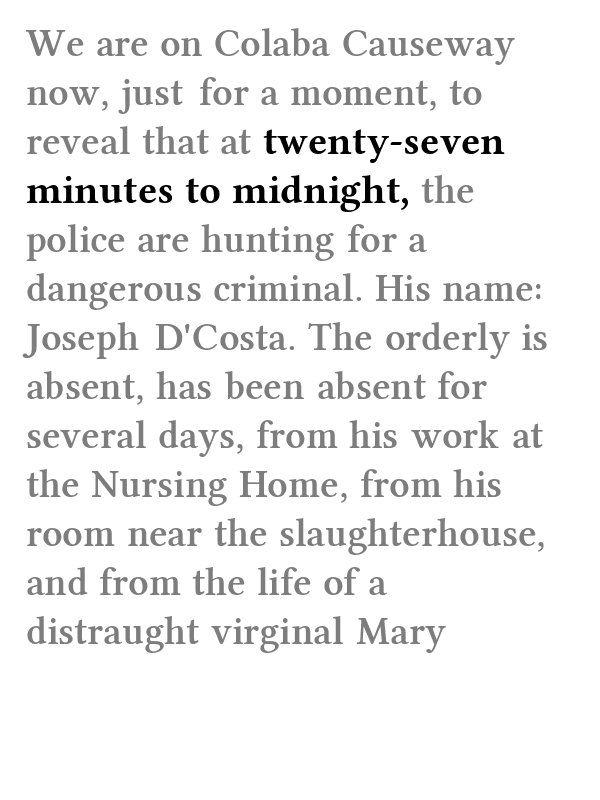 We are on Colaba Causeway
now, just for a moment, to
reveal that at twenty-seven
minutes to midnight, the
police are hunting for a
dangerous criminal. His name:
Joseph D'Costa. The orderly is
absent, has been absent for
several days, from his work at
the Nursing Home, from his
room near the slaughterhouse,
and from the life of a
distraught virginal Mary